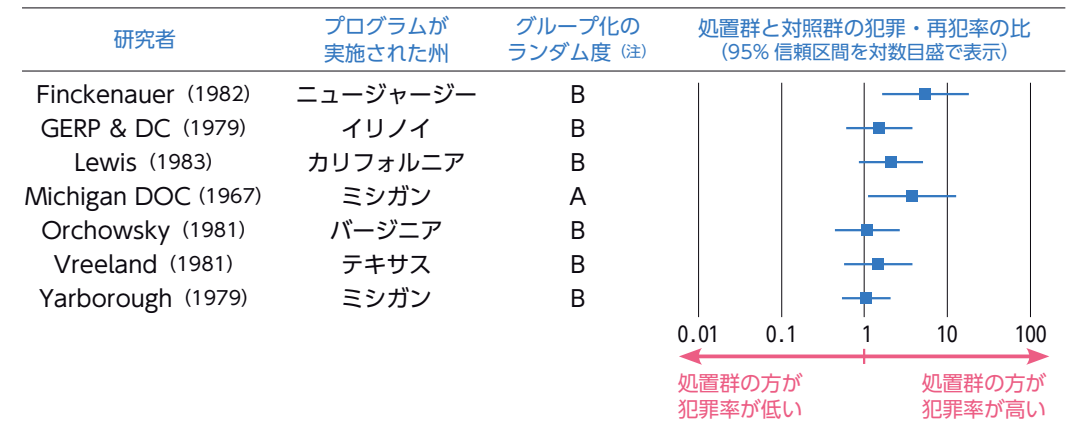 研究者 プログラムが実施された州 グループ化のランダム度(注) 処置群と対照群の犯罪・再犯率の比(95%信頼区間を対数目盛で表示)
Finckenauer (1982) ニュージャージー B
GERP & DC (1979) イリノイ B
Lewis (1983) カリフォルニア B
Michigan DOC (1967) ミシガン A
Orchowsky (1981) バージニア B
Vreeland (1981) テキサス B
Yarborough (1979) ミシガン B
0.01 0.1 1 10 100
処置群の方が
犯罪率が低い
処置群の方が
犯罪率が高い